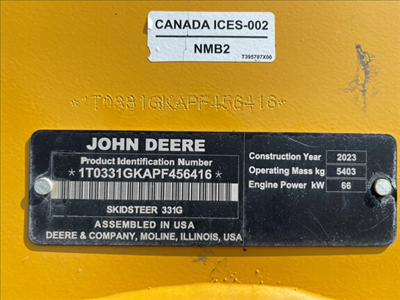 CANADA ICES-002
NMB2
T395787X00
*1T0331GKAPF456416*
JOHN DEERE
Product Identification Number
*1T0331GKAPF456416*
SKIDSTEER 331G
ASSEMBLED IN USA
DEERE & COMPANY, MOLINE, ILLINOIS, USA
Construction Year 2023
Operating Mass kg 5403
Engine Power kW 66